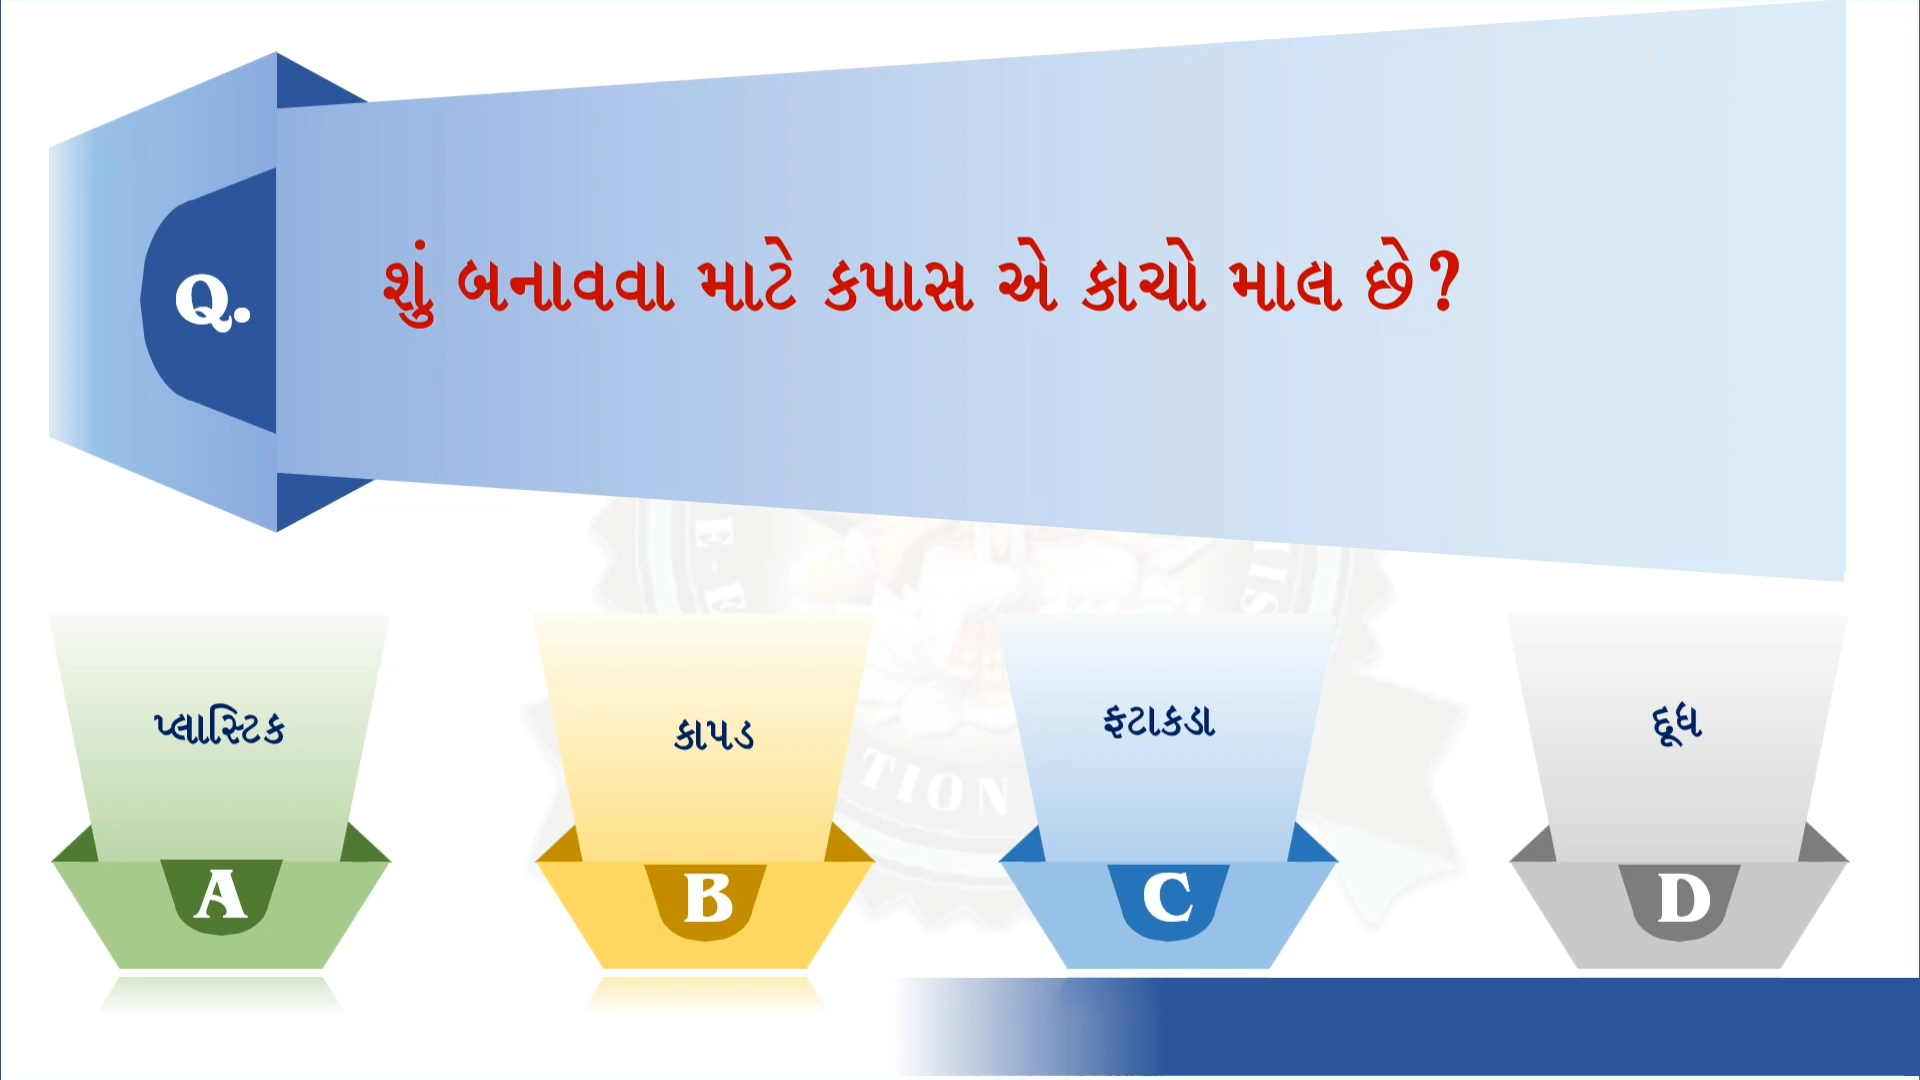 Q.
શું બનાવવા માટે કપાસ એ કાચો માલ છે?
પ્લાસ્ટિક
કાપડ
ફટાકડા
દૂધ
A
B
C
D